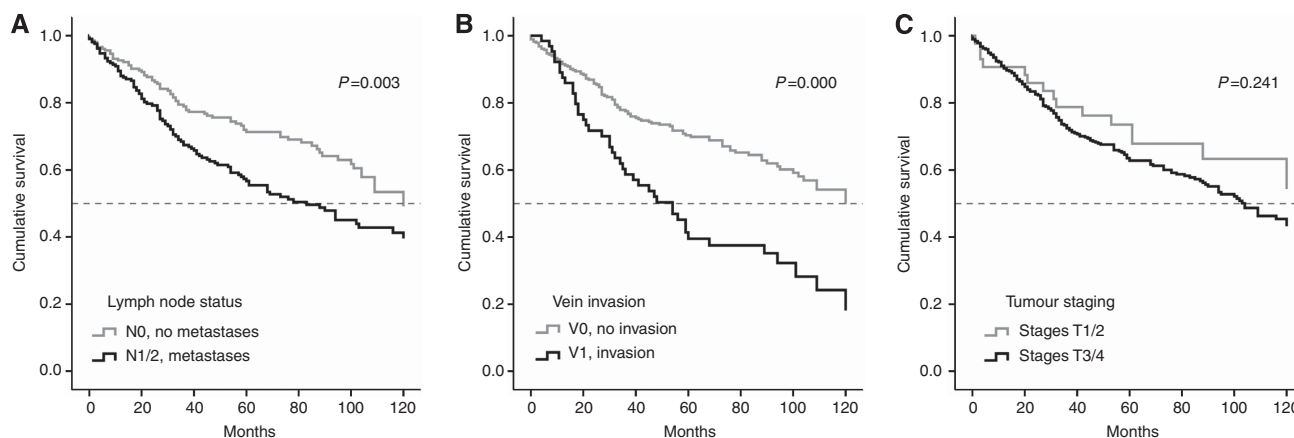 A
Cumulative survival
1.0
0.8
0.6
0.4
0.2
0.0
P=0.003
Lymph node status
N0, no metastases
N1/2, metastases
0 20 40 60 80 100 120
Months
B
Cumulative survival
1.0
0.8
0.6
0.4
0.2
0.0
P=0.000
Vein invasion
V0, no invasion
V1, invasion
0 20 40 60 80 100 120
Months
C
Cumulative survival
1.0
0.8
0.6
0.4
0.2
0.0
P=0.241
Tumour staging
Stages T1/2
Stages T3/4
0 20 40 60 80 100 120
Months